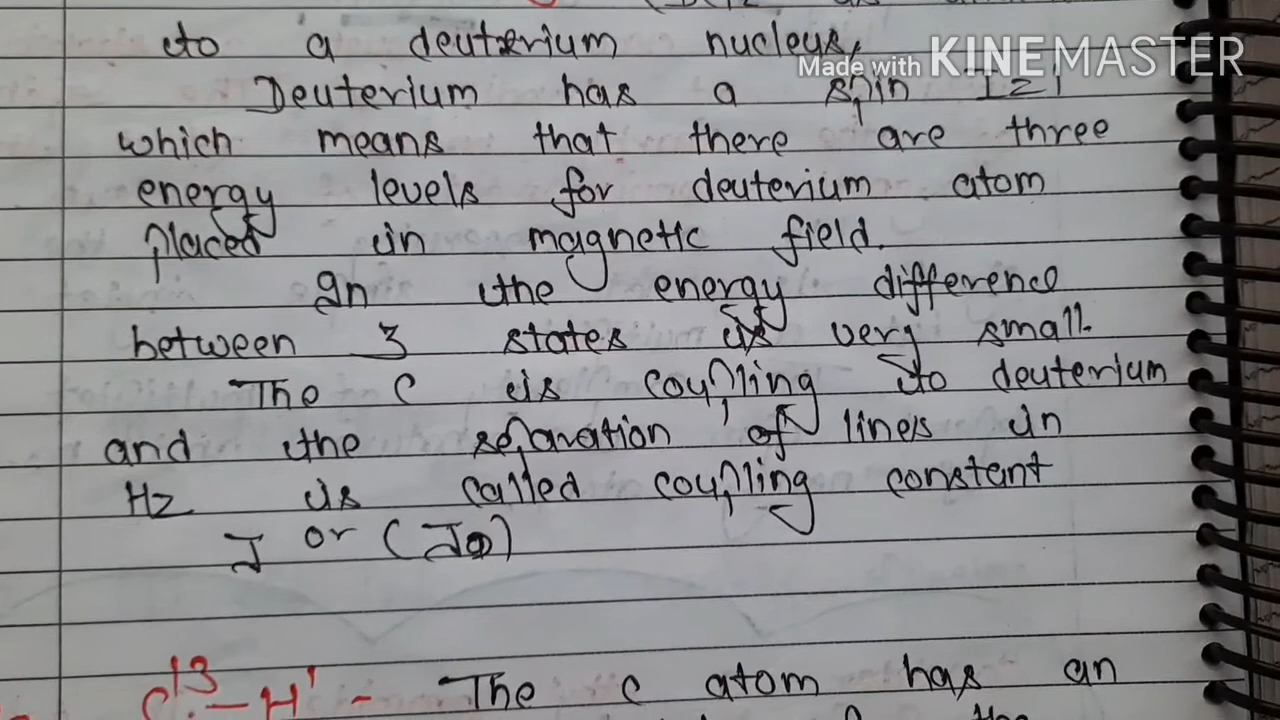 to a deuterium nucleus,
Made with KINEMASTER
Deuterium has a spin I=1
which means that there are three
energy levels for deuterium atom
placed in magnetic field.
In the energy difference
between 3 states is very small.
The C is coupling to deuterium
and the separation of lines in
Hz is called coupling constant
J or (JD)
C13-H1 - The C atom has an